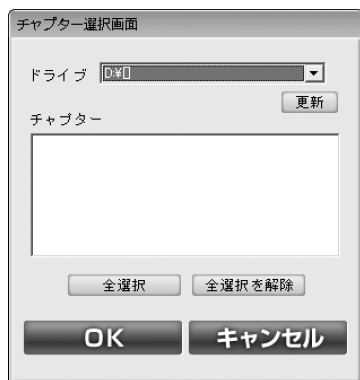 チャプター選択画面
ドライブ D¥[]
更新
チャプター
全選択 全選択を解除
OK キャンセル